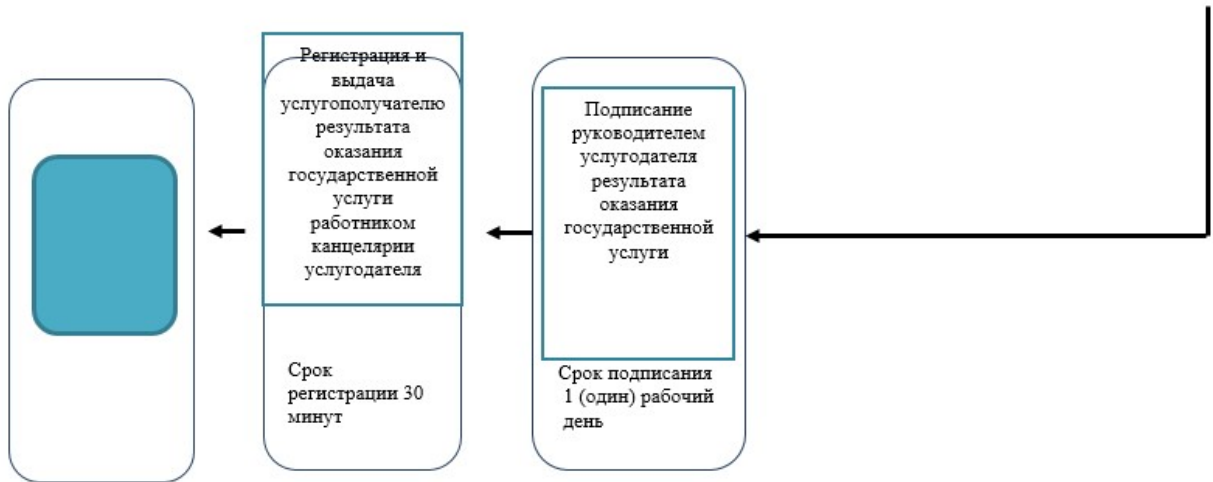 Регистрация и
выдача
услугополучателю
результата
оказания
государственной
услуги
работником
канцелярии
услугодателя
Срок
регистрации 30
минут
Подписание
руководителем
услугодателя
результата
оказания
государственной
услуги
Срок подписания
1 (один) рабочий
день